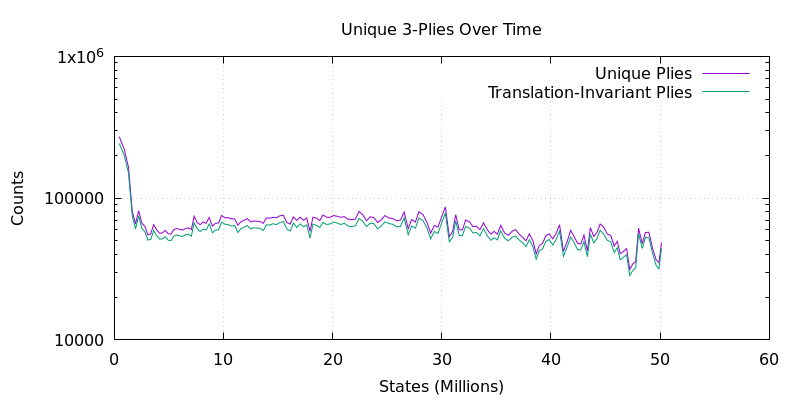 Unique 3-Plies Over Time
1x10^6
Unique Plies
Translation-Invariant Plies
100000
Counts
10000
0 10 20 30 40 50 60
States (Millions)